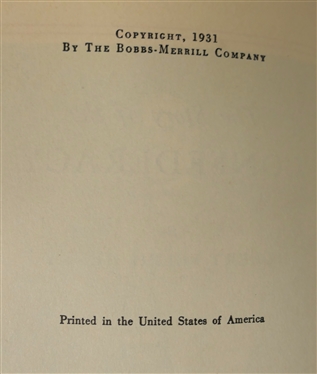 Copyright, 1931
By The Bobbs-Merrill Company
Printed in the United States of America